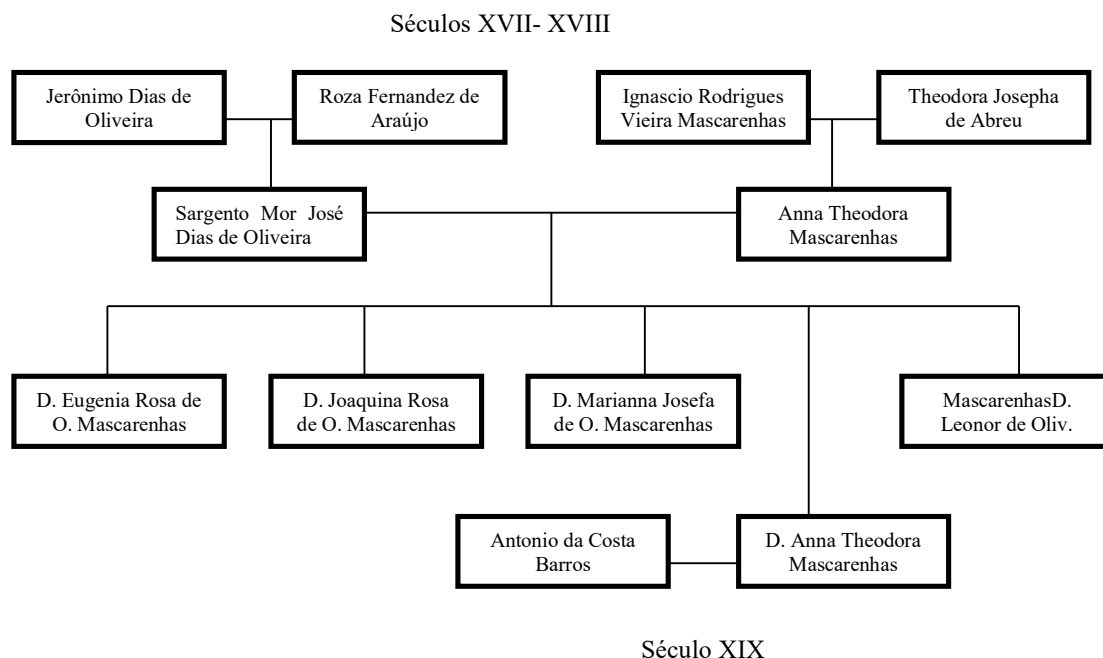 Séculos XVII- XVIII
Jerônimo Dias de
Oliveira
Roza Fernandez de
Araújo
Ignascio Rodrigues
Vieira Mascarenhas
Theodora Josepha
de Abreu
Sargento Mor José
Dias de Oliveira
Anna Theodora
Mascarenhas
D. Eugenia Rosa de
O. Mascarenhas
D. Joaquina Rosa
de O. Mascarenhas
D. Marianna Josefa
de O. Mascarenhas
MascarenhasD.
Leonor de Oliv.
Antonio da Costa
Barros
D. Anna Theodora
Mascarenhas
Século XIX